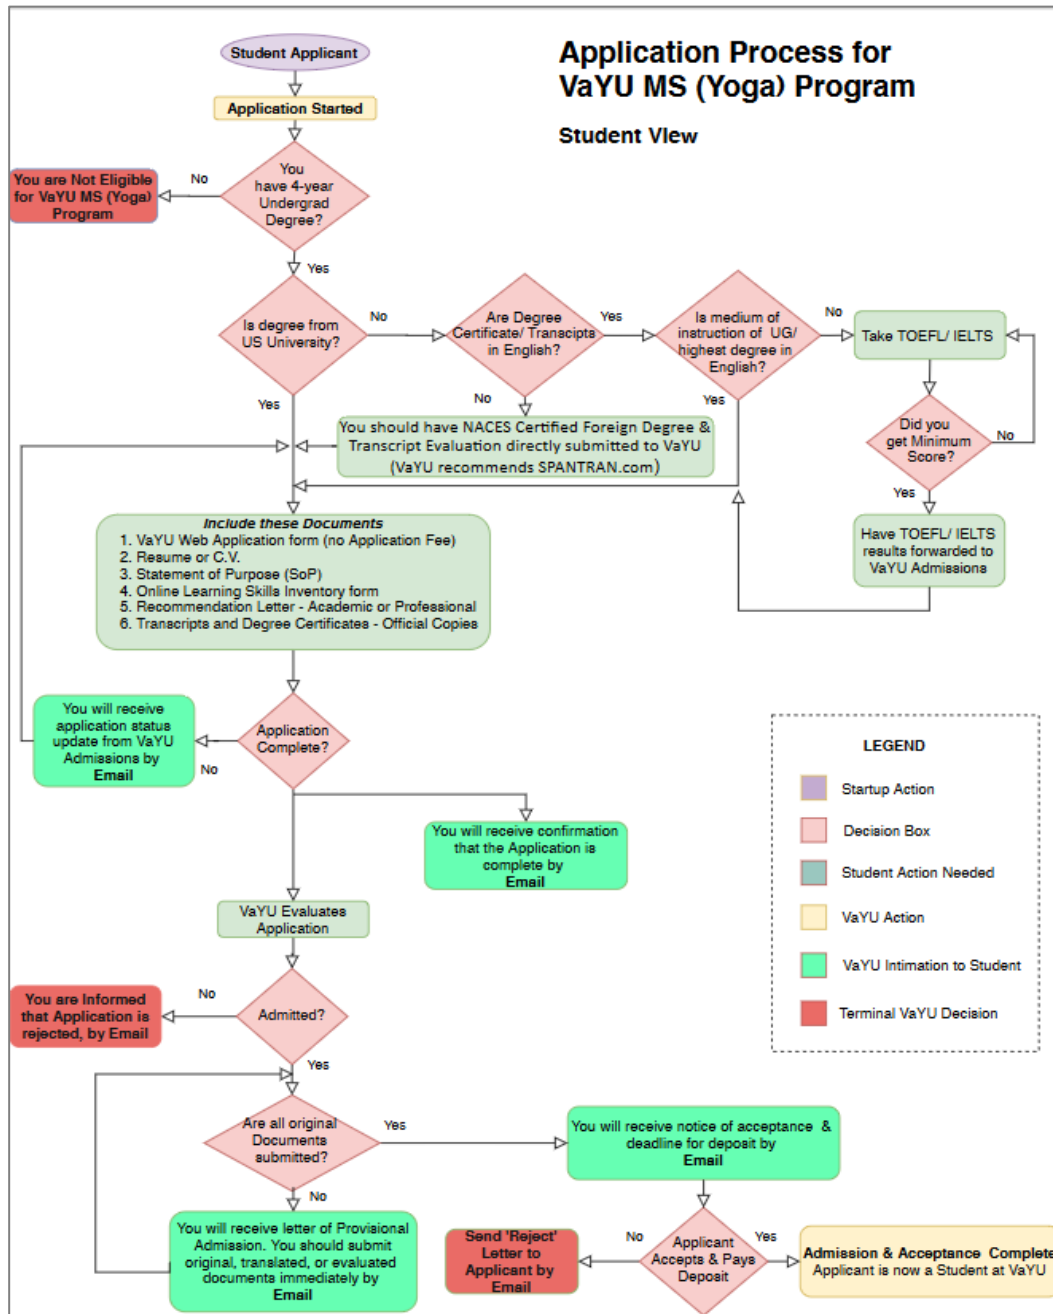 Application Process for
VaYU MS (Yoga) Program
Student View
Student Applicant
Application Started
You
have 4-year
Undergrad
Degree?
No
You are Not Eligible
for VaYU MS (Yoga)
Program
Yes
Is degree from
US University?
No
Are Degree
Certificate/ Transcipts
in English?
Yes
Is medium of
instruction of UG/
highest degree in
English?
No
Take TOEFL/ IELTS
Yes
No
Yes
Did you
get Minimum
Score?
No
Yes
You should have NACES Certified Foreign Degree &
Transcript Evaluation directly submitted to VaYU
(VaYU recommends SPANTRAN.com)
Have TOEFL/ IELTS
results forwarded to
VaYU Admissions
Include these Documents
1. VaYU Web Application form (no Application Fee)
2. Resume or C.V.
3. Statement of Purpose (SoP)
4. Online Learning Skills Inventory form
5. Recommendation Letter - Academic or Professional
6. Transcripts and Degree Certificates - Official Copies
Application
Complete?
No
You will receive
application status
update from VaYU
Admissions by
Email
You will receive confirmation
that the Application is
complete by
Email
VaYU Evaluates
Application
Admitted?
No
You are Informed
that Application is
rejected, by Email
Yes
Are all original
Documents
submitted?
Yes
You will receive notice of acceptance &
deadline for deposit by
Email
No
You will receive letter of Provisional
Admission. You should submit
original, translated, or evaluated
documents immediately by
Email
Applicant
Accepts & Pays
Deposit
No
Send 'Reject'
Letter to
Applicant by
Email
Yes
Admission & Acceptance Complete
Applicant is now a Student at VaYU
LEGEND
Startup Action
Decision Box
Student Action Needed
VaYU Action
VaYU Intimation to Student
Terminal VaYU Decision